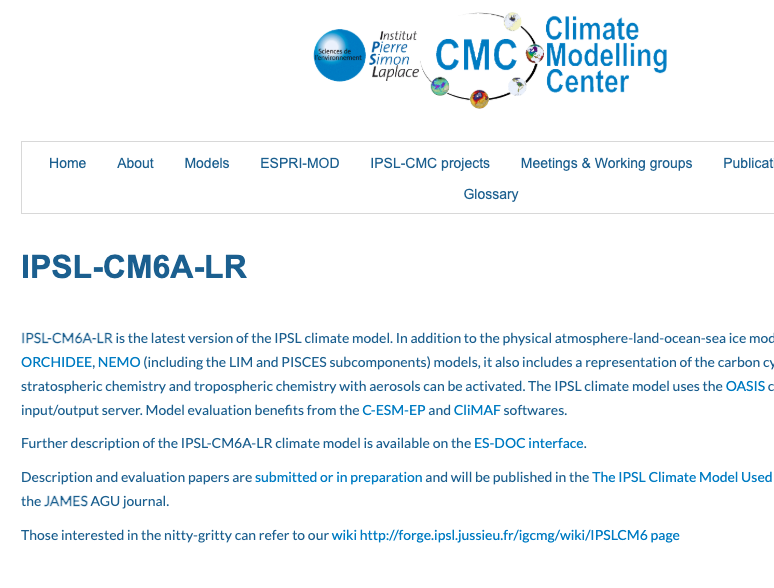 Sciences de
l'environnement
Institut
Pierre
Simon
Laplace
CMC
Climate
Modelling
Center
Home About Models ESPRI-MOD IPSL-CMC projects Meetings & Working groups Publicat
Glossary
IPSL-CM6A-LR
IPSL-CM6A-LR is the latest version of the IPSL climate model. In addition to the physical atmosphere-land-ocean-sea ice mod
ORCHIDEE, NEMO (including the LIM and PISCES subcomponents) models, it also includes a representation of the carbon cy
stratospheric chemistry and tropospheric chemistry with aerosols can be activated. The IPSL climate model uses the OASIS c
input/output server. Model evaluation benefits from the C-ESM-EP and CliMAF softwares.
Further description of the IPSL-CM6A-LR climate model is available on the ES-DOC interface.
Description and evaluation papers are submitted or in preparation and will be published in the The IPSL Climate Model Used
the JAMES AGU journal.
Those interested in the nitty-gritty can refer to our wiki http://forge.ipsl.jussieu.fr/igcmg/wiki/IPSLCM6 page